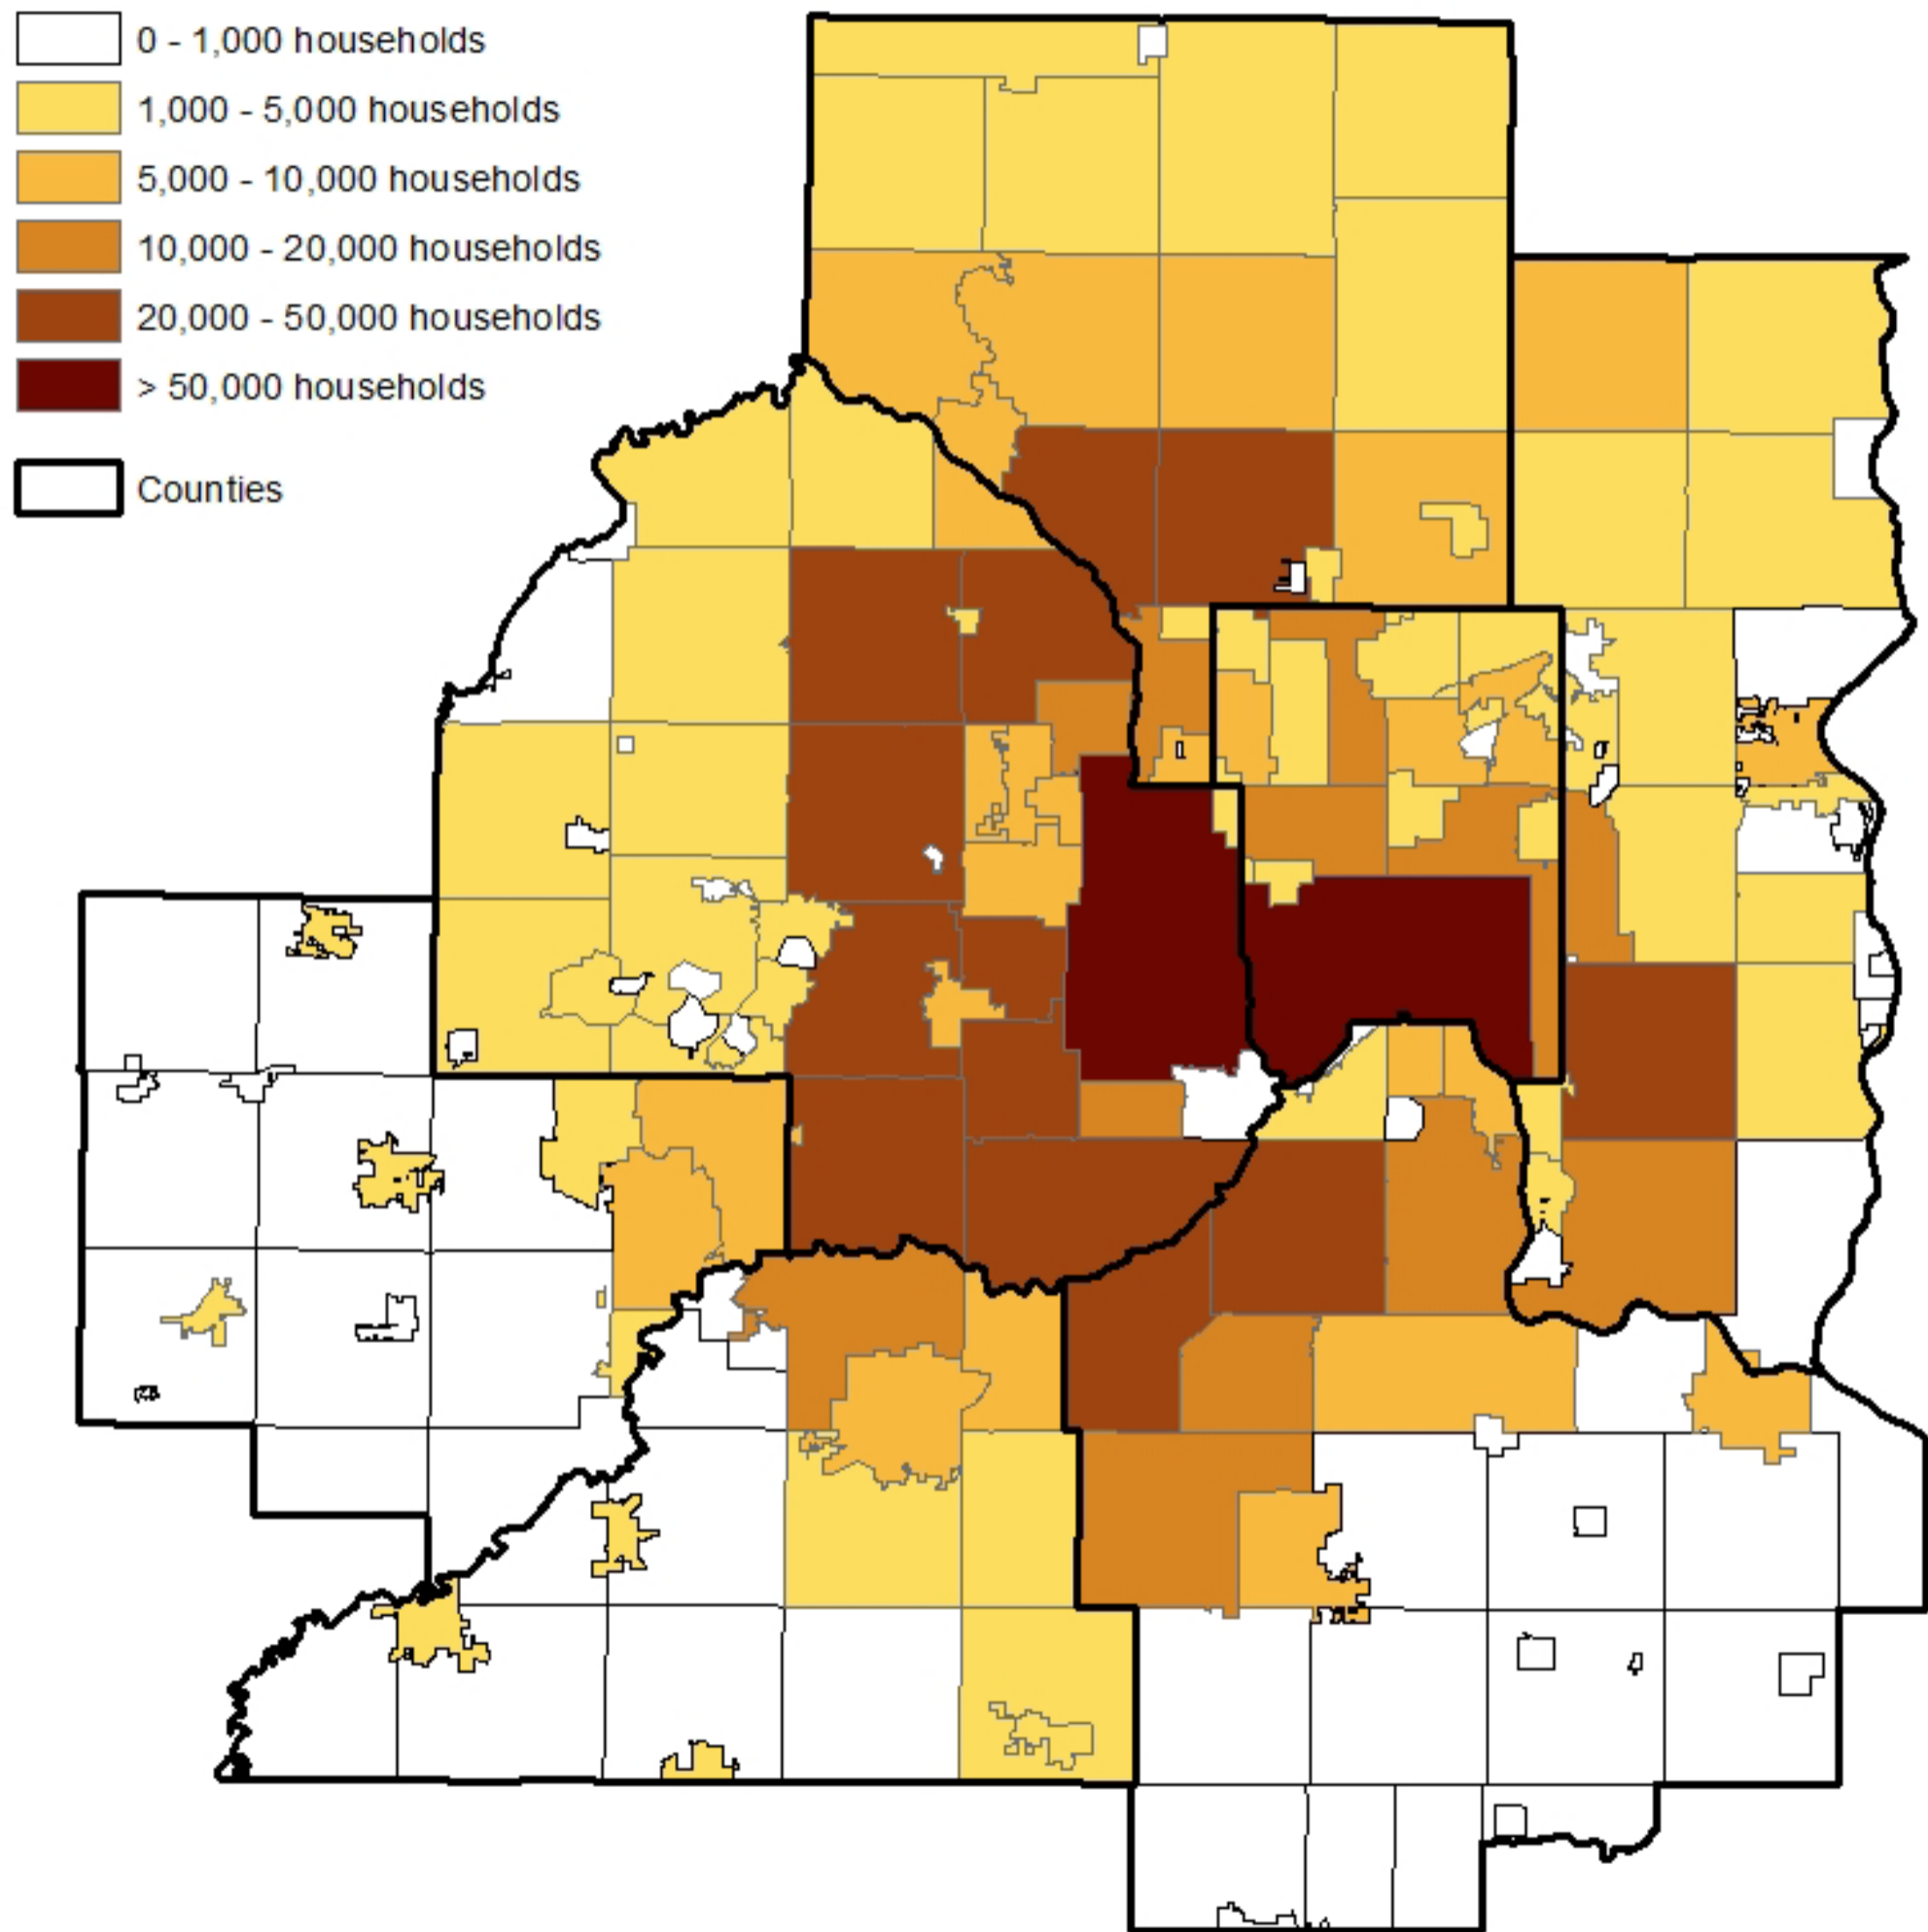 0 - 1,000 households
1,000 - 5,000 households
5,000 - 10,000 households
10,000 - 20,000 households
20,000 - 50,000 households
> 50,000 households
Counties